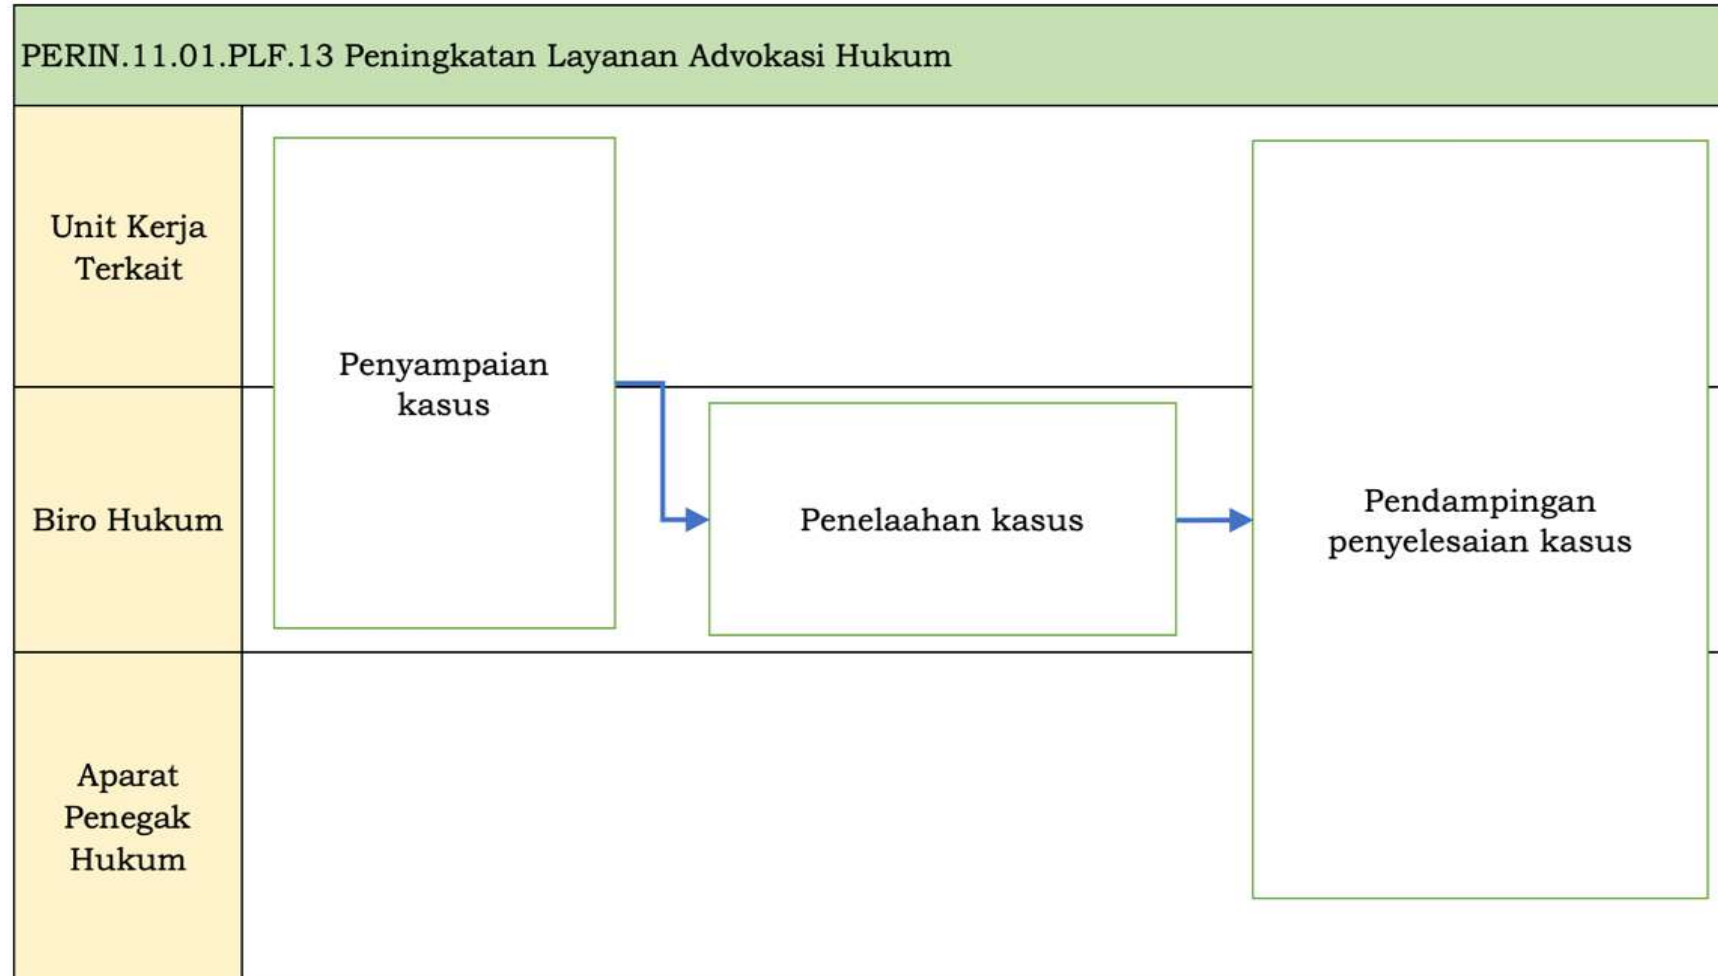 PERIN.11.01.PLF.13 Peningkatan Layanan Advokasi Hukum
Unit Kerja
Terkait
Penyampaian
kasus
Biro Hukum
Penelaahan kasus
Pendampingan
penyelesaian kasus
Aparat
Penegak
Hukum